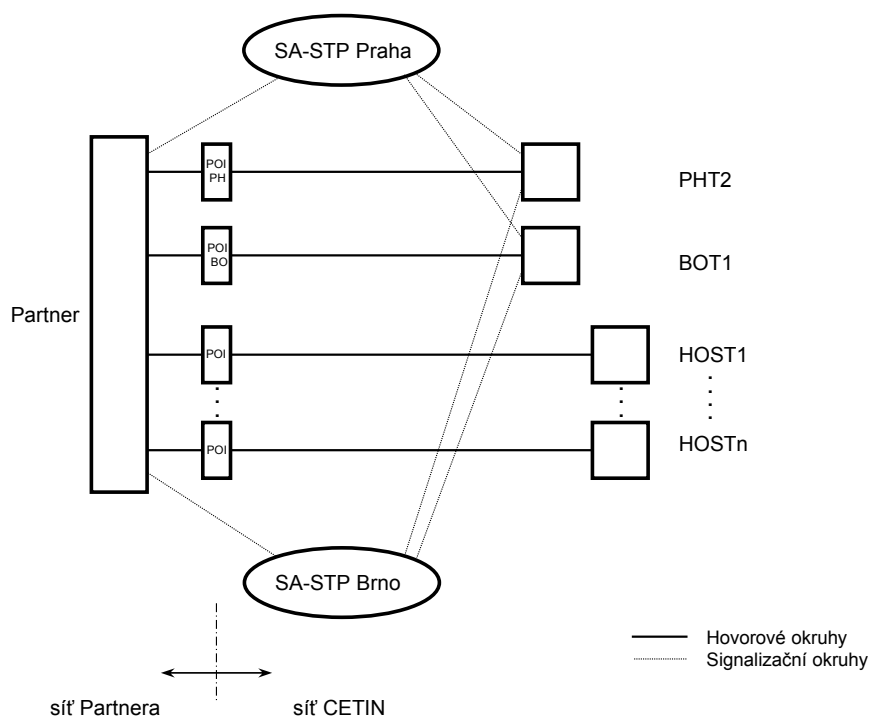 SA-STP Praha
POI
PH
PHT2
POI
BO
BOT1
Partner
POI
HOST1
POI
HOSTn
SA-STP Brno
Hovorové okruhy
Signalizační okruhy
síť Partnera
síť CETIN